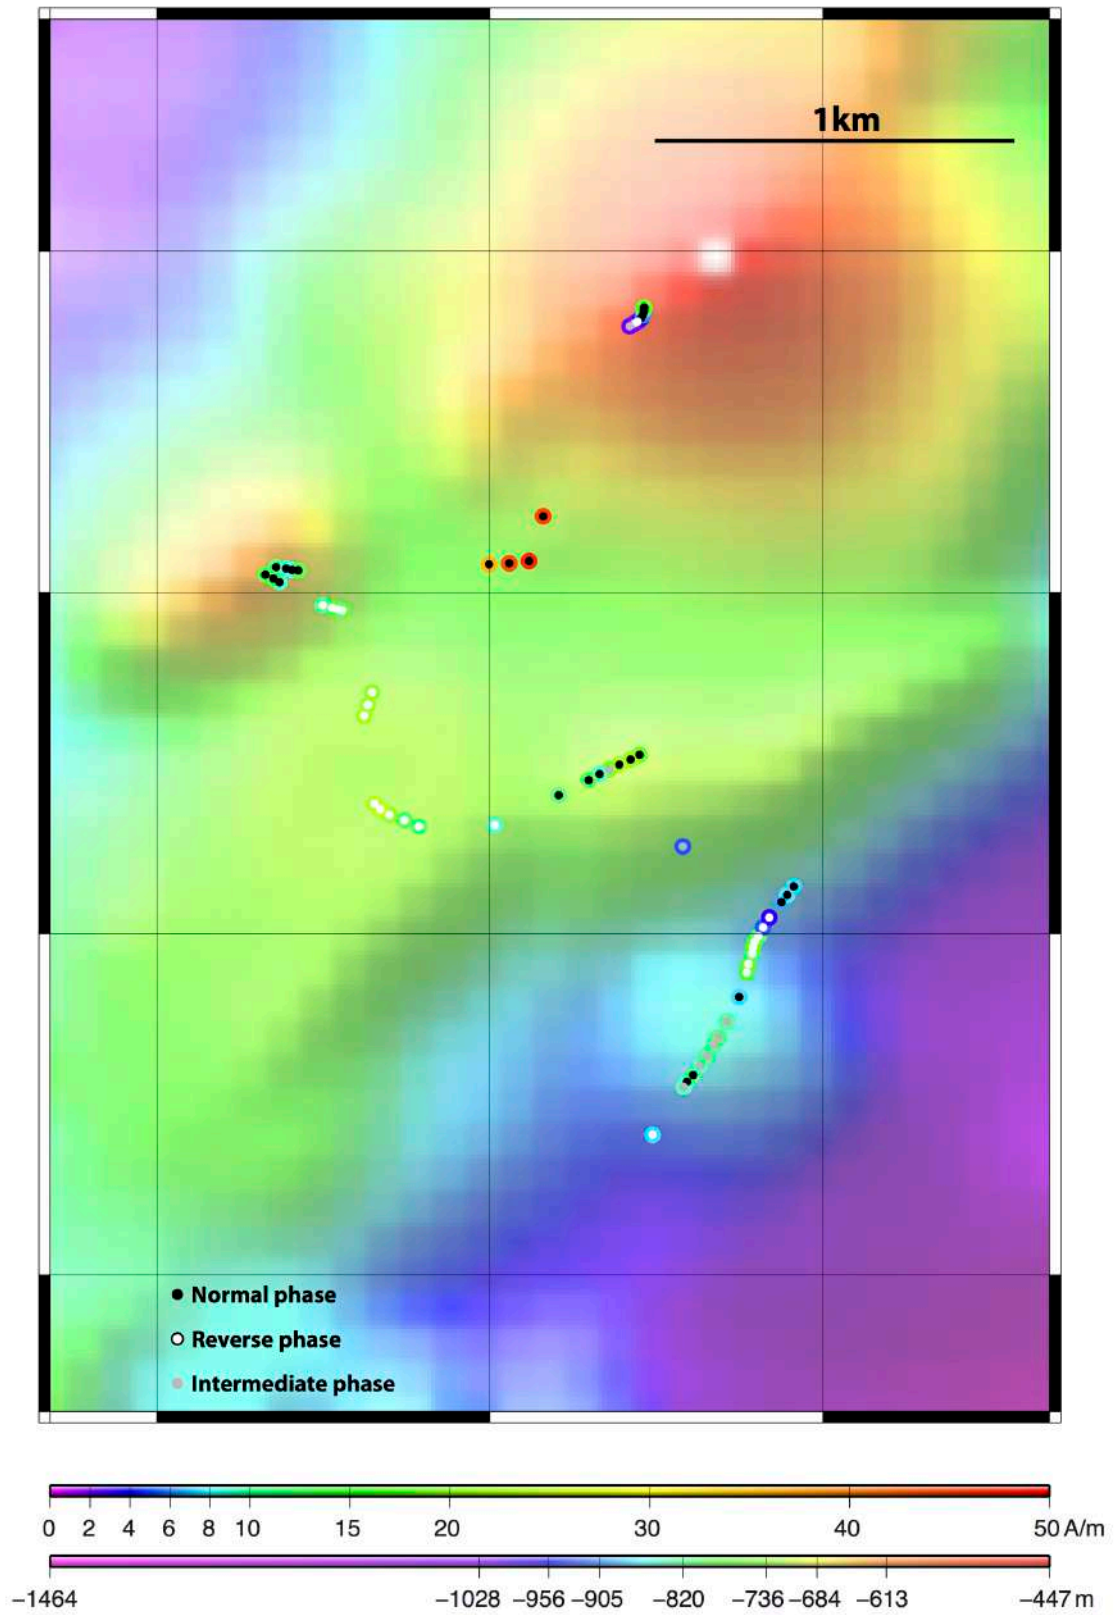 1km
Normal phase
Reverse phase
Intermediate phase
0 2 4 6 8 10 15 20 30 40 50 A/m
−1464 −1028 −956 −905 −820 −736 −684 −613 −447 m